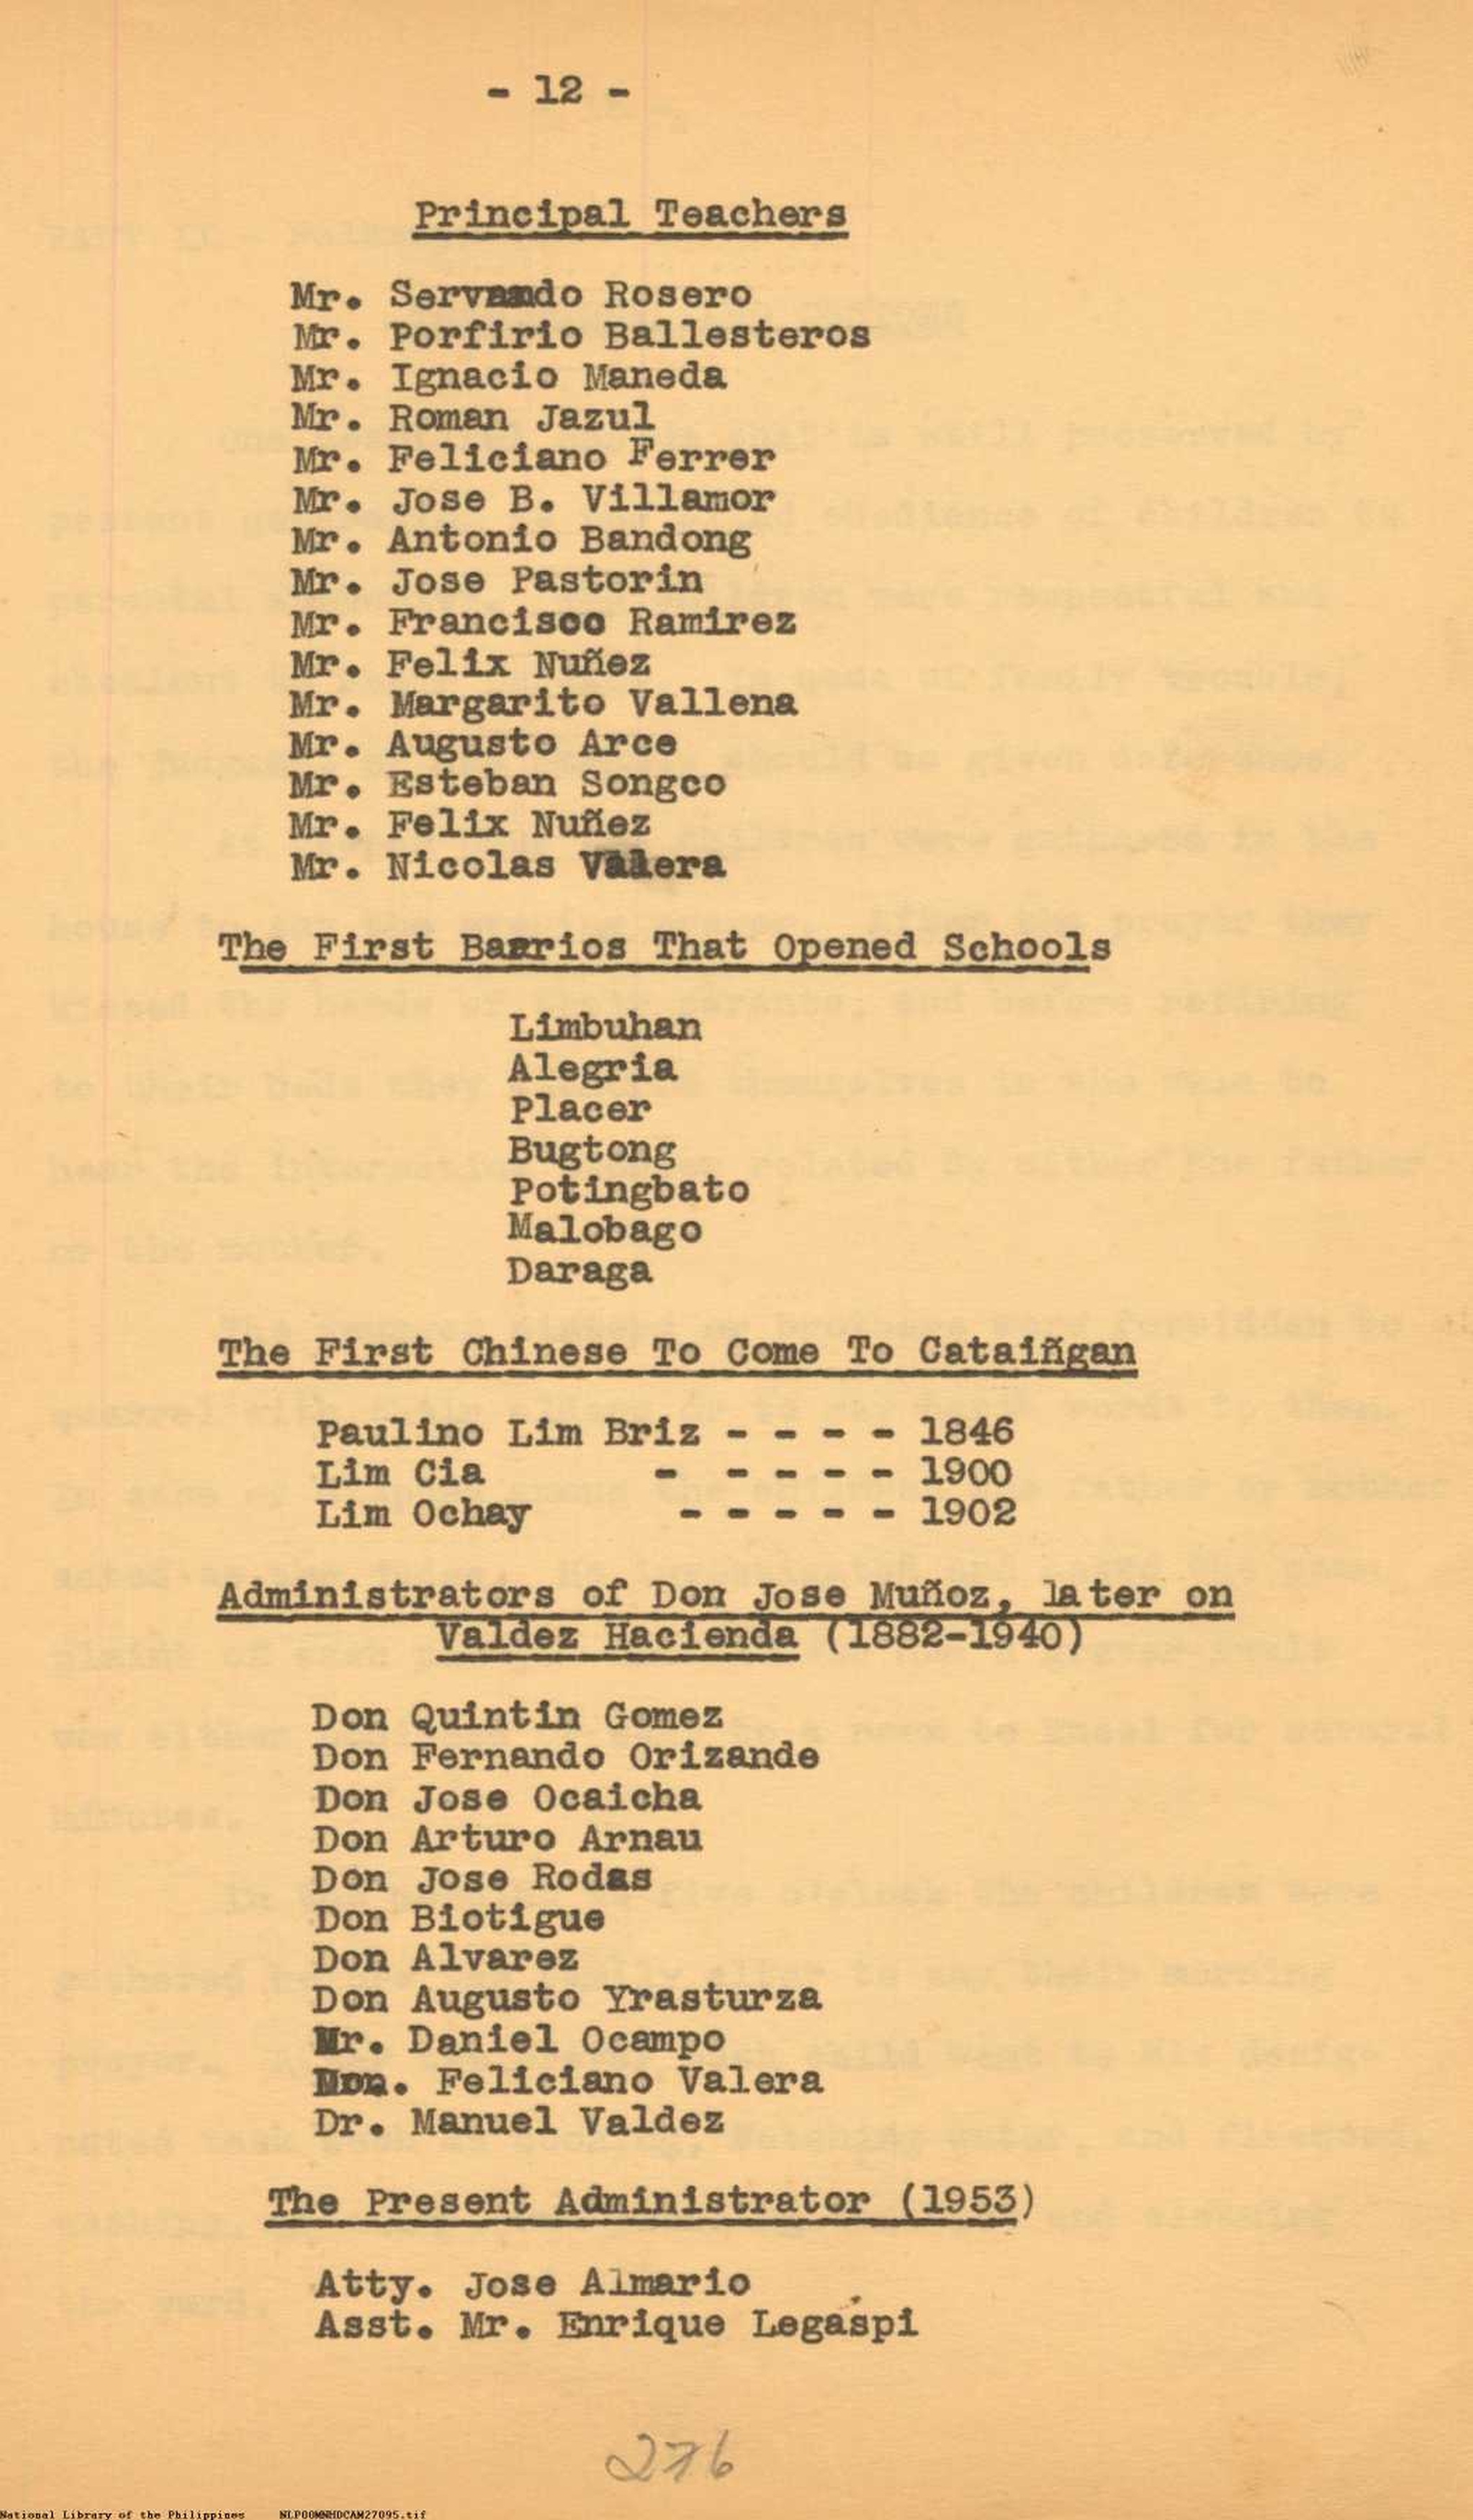 - 12 -
Principal Teachers
Mr. Servando Rosero
Mr. Porfirio Ballesteros
Mr. Ignacio Maneda
Mr. Roman Jazul
Mr. Feliciano Ferrer
Mr. Jose B. Villamor
Mr. Antonio Bandong
Mr. Jose Pastorin
Mr. Francisco Ramirez
Mr. Felix Nuñez
Mr. Margarito Vallena
Mr. Augusto Arce
Mr. Esteban Songco
Mr. Felix Nuñez
Mr. Nicolas Valera
The First Barrios That Opened Schools
Limbuhan
Alegria
Placer
Bugtong
Potingbato
Malobago
Daraga
The First Chinese To Come To Cataiñgan
Paulino Lim Briz - - - - 1846
Lim Cia - - - - - 1900
Lim Ochay - - - - - 1902
Administrators of Don Jose Muñoz, later on
Valdez Hacienda (1882-1940)
Don Quintin Gomez
Don Fernando Orizande
Don Jose Ocaicha
Don Arturo Arnau
Don Jose Rodas
Don Biotigue
Don Alvarez
Don Augusto Yrasturza
Mr. Daniel Ocampo
Feliciano Valera
Dr. Manuel Valdez
The Present Administrator (1953)
Atty. Jose Almario
Asst. Mr. Enrique Legaspi
276
National Library of the Philippines NLP00MNHDCAM27095.tif